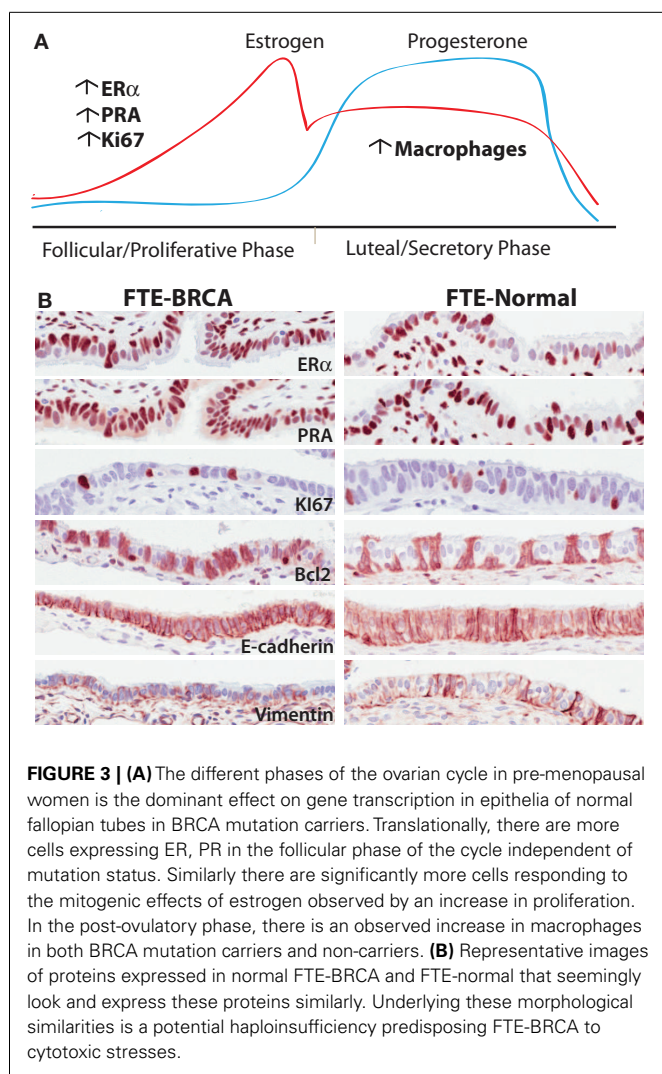 A
Estrogen
Progesterone
↑ERα
↑PRA
↑Ki67
↑Macrophages
Follicular/Proliferative Phase
Luteal/Secretory Phase
B
FTE-BRCA
FTE-Normal
ERα
PRA
KI67
Bcl2
E-cadherin
Vimentin
FIGURE 3 | (A) The different phases of the ovarian cycle in pre-menopausal
women is the dominant effect on gene transcription in epithelia of normal
fallopian tubes in BRCA mutation carriers. Translationally, there are more
cells expressing ER, PR in the follicular phase of the cycle independent of
mutation status. Similarly there are significantly more cells responding to
the mitogenic effects of estrogen observed by an increase in proliferation.
In the post-ovulatory phase, there is an observed increase in macrophages
in both BRCA mutation carriers and non-carriers. (B) Representative images
of proteins expressed in normal FTE-BRCA and FTE-normal that seemingly
look and express these proteins similarly. Underlying these morphological
similarities is a potential haploinsufficiency predisposing FTE-BRCA to
cytotoxic stresses.